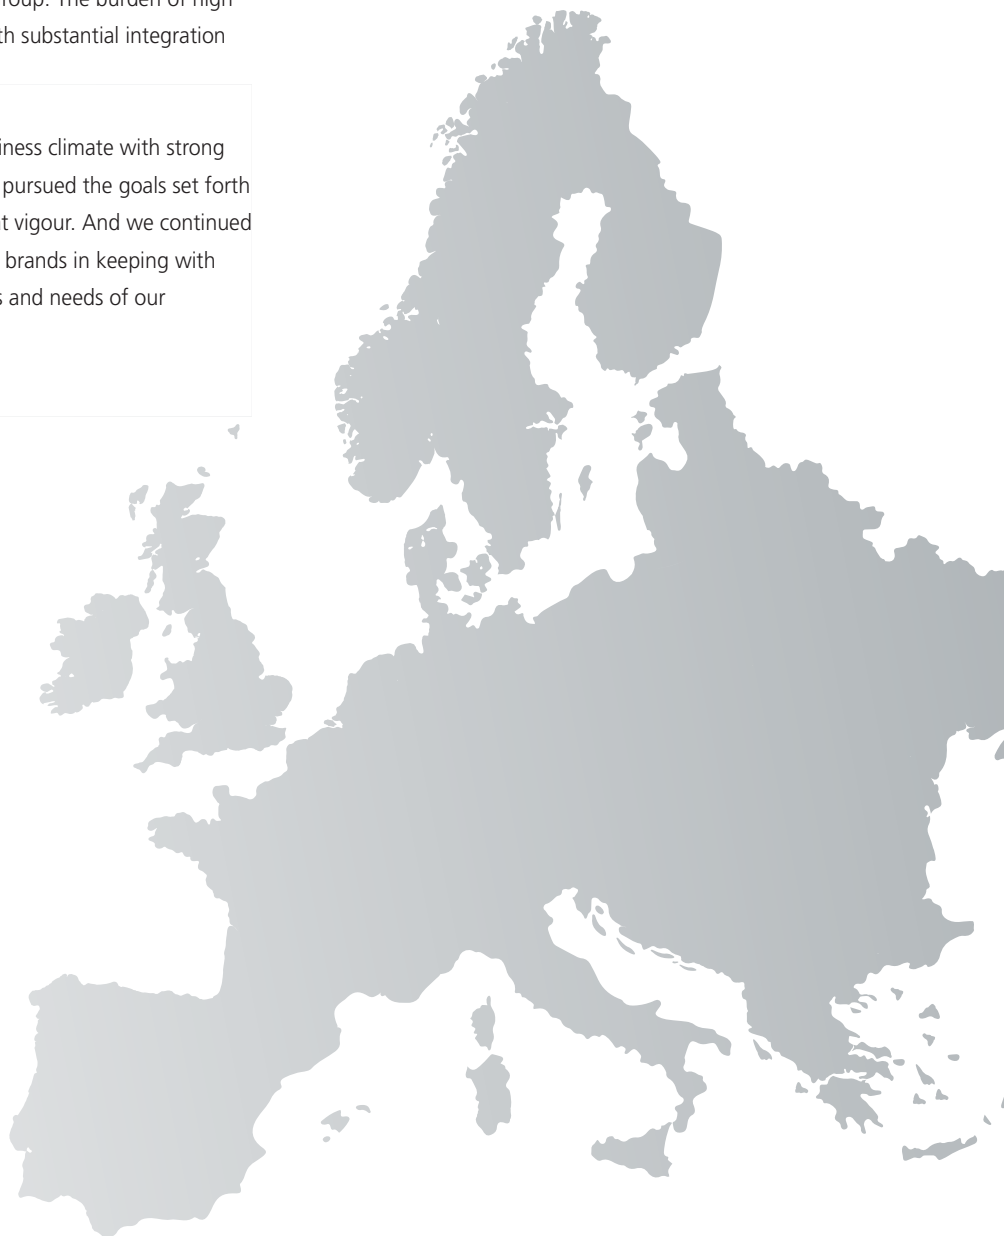 roup. The burden of high
th substantial integration
iness climate with strong
pursued the goals set forth
t vigour. And we continued
brands in keeping with
s and needs of our